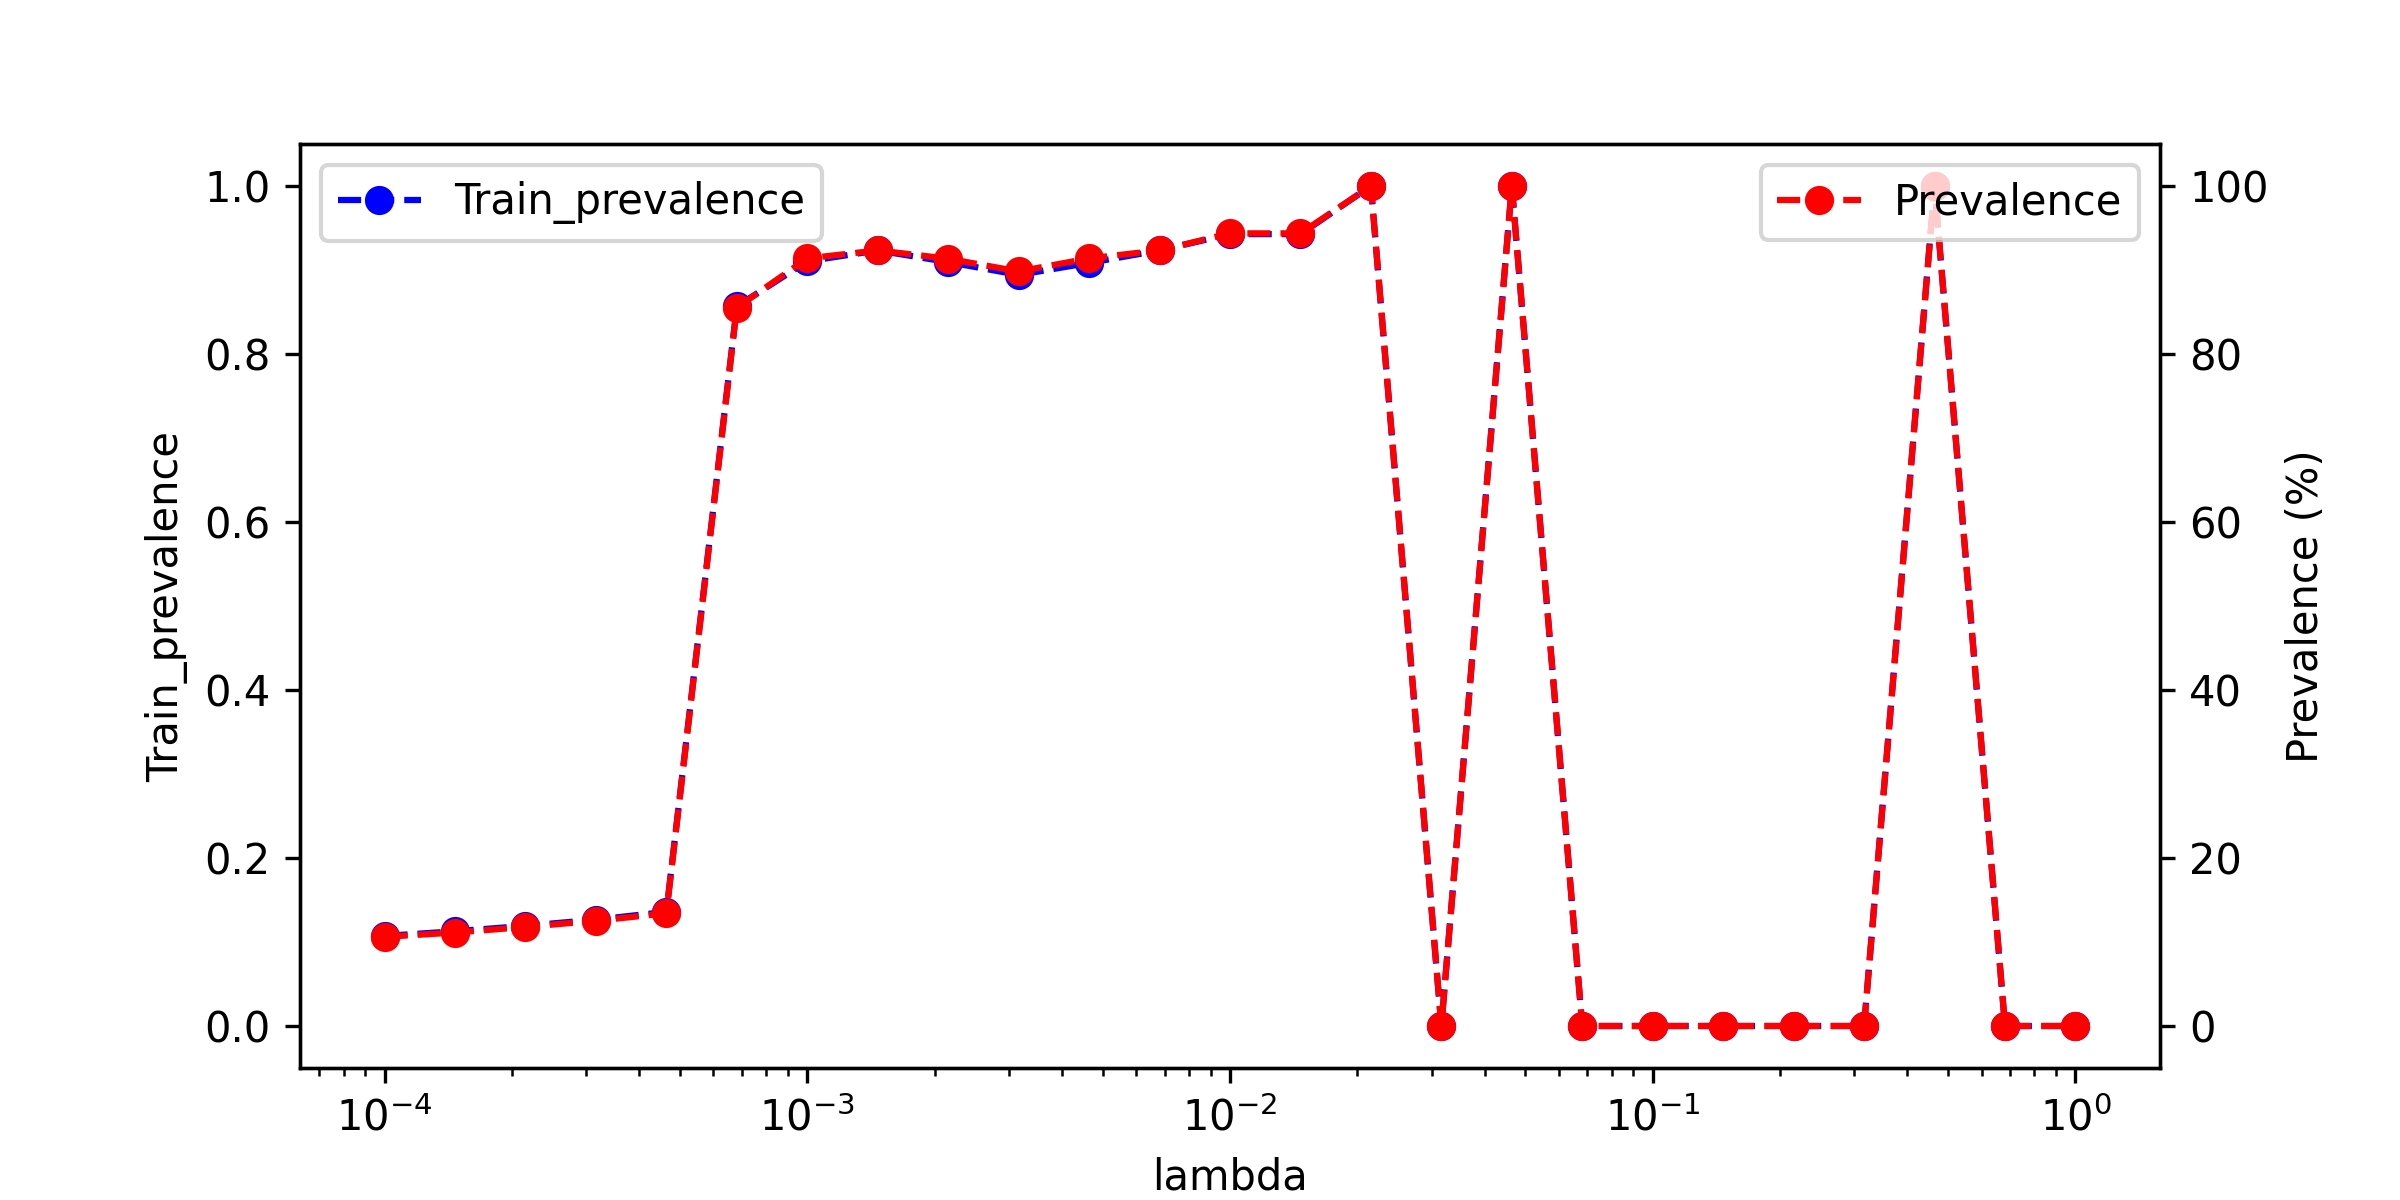 Train_prevalence
Prevalence
1.0
0.8
0.6
0.4
0.2
0.0
Train_prevalence
100
80
60
40
20
0
Prevalence (%)
10⁻⁴ 10⁻³ 10⁻² 10⁻¹ 10⁰
lambda